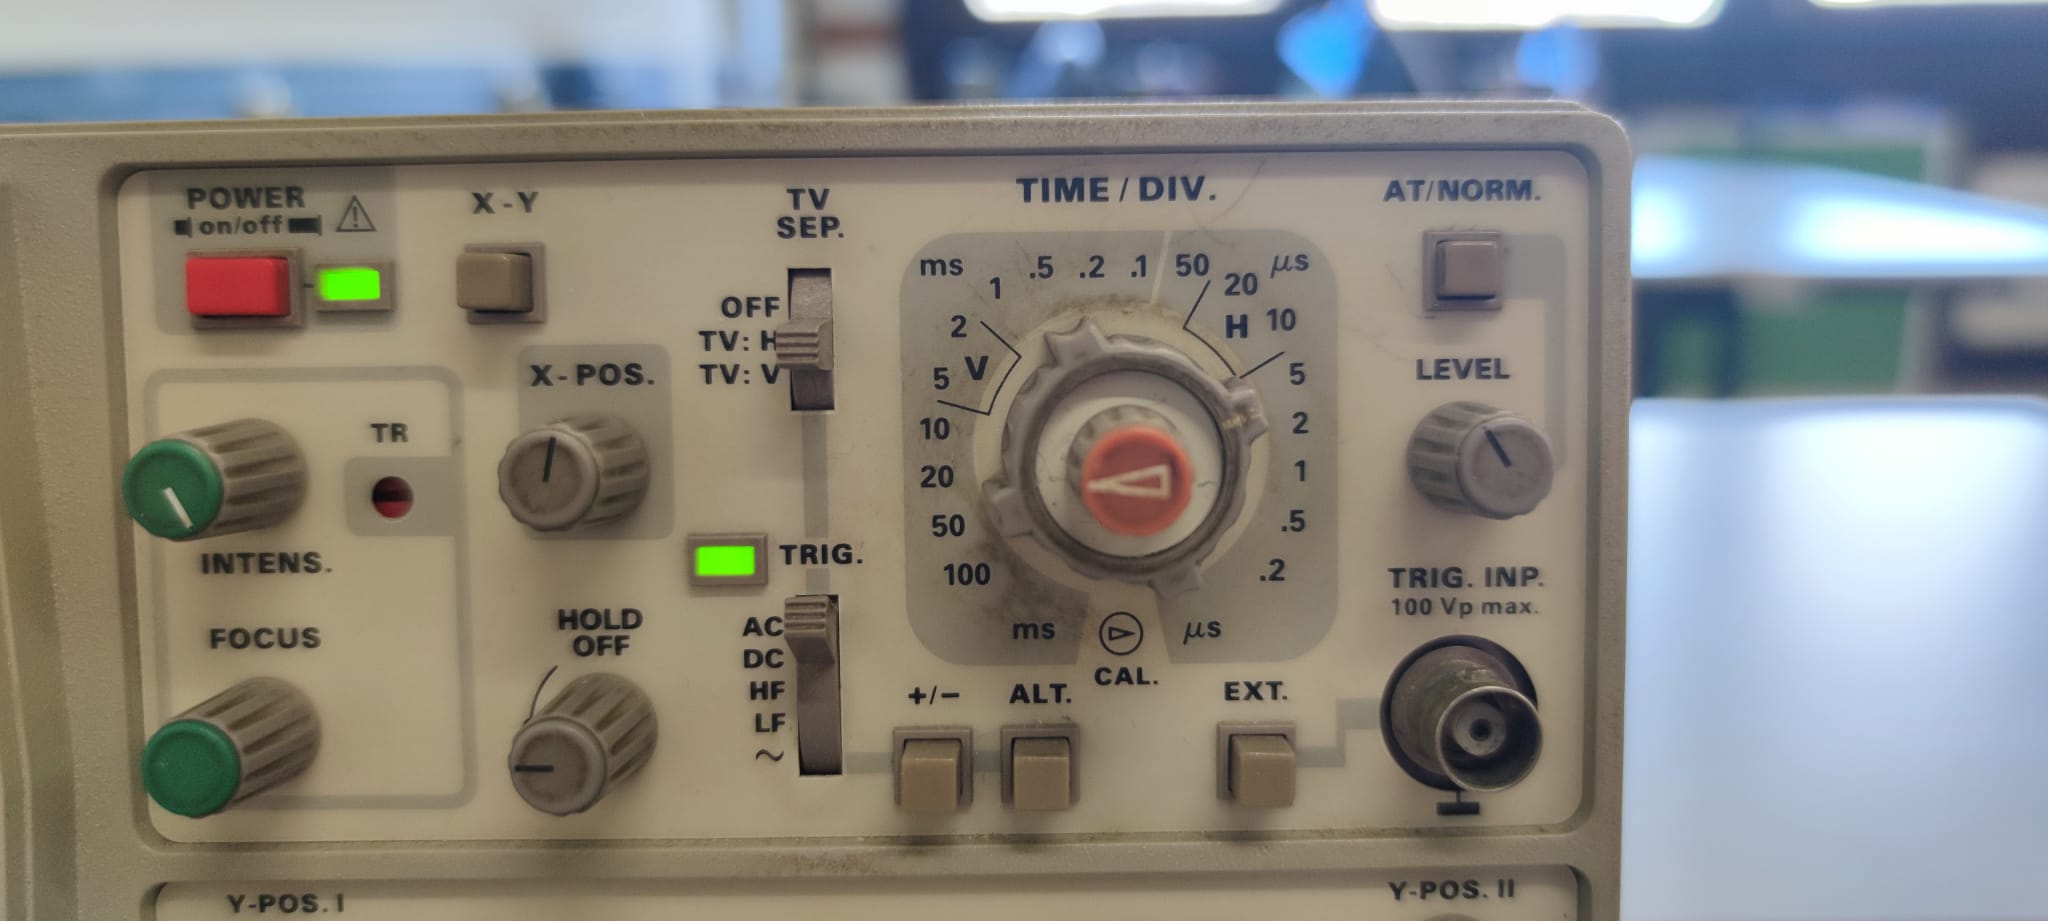 POWER
on/off
X-Y
TV
SEP.
TIME / DIV.
AT/NORM.
OFF
TV: H
TV: V
ms
1
.5
.2
.1
50
20
µs
H
10
2
V
5
10
20
50
100
5
2
1
.5
.2
ms
µs
CAL.
LEVEL
X-POS.
TR
INTENS.
TRIG.
TRIG. INP.
100 Vp max.
FOCUS
HOLD
OFF
AC
DC
HF
LF
~
+/−
ALT.
EXT.
Y-POS. I
Y-POS. II